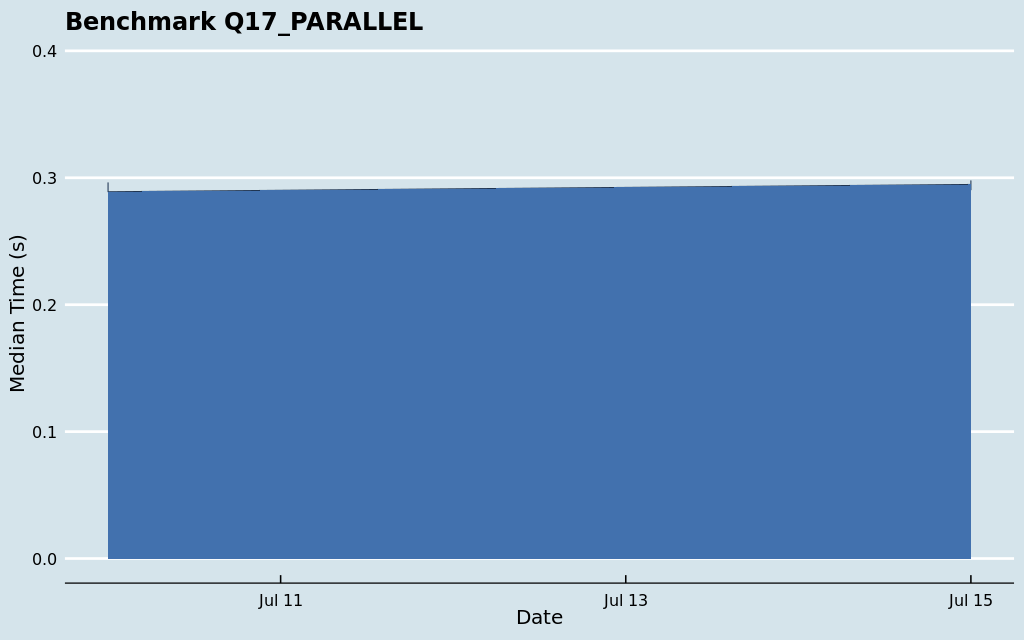 Benchmark Q17_PARALLEL
0.4
0.3
0.2
0.1
0.0
Median Time (s)
Jul 11
Jul 13
Jul 15
Date